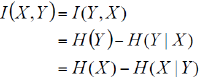 I(X,Y) = I(Y,X)
= H(Y) − H(Y | X)
= H(X) − H(X | Y)